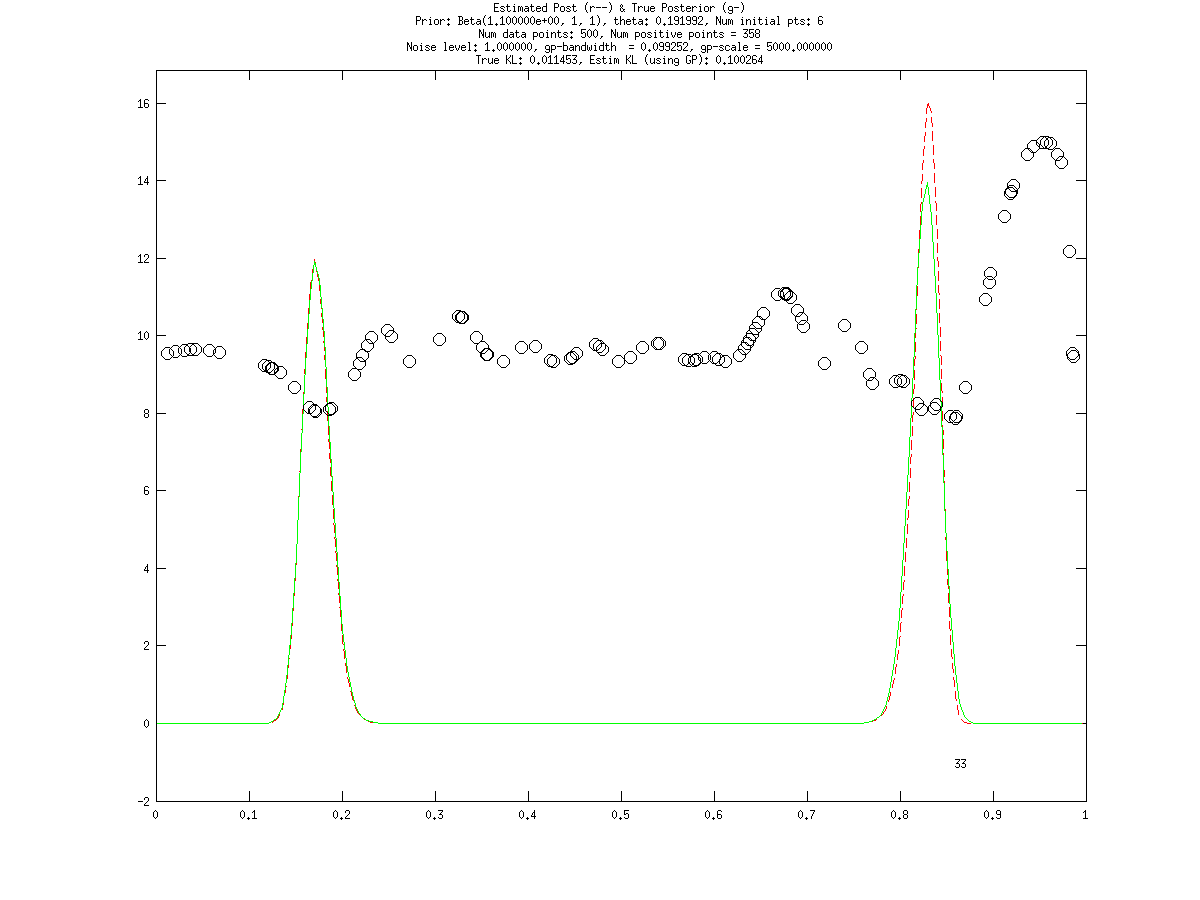 Estimated Post (r--) & True Posterior (g-)
Prior: Beta(1.100000e+00, 1, 1), theta: 0.191992, Num initial pts: 6
Num data points: 500, Num positive points = 358
Noise level: 1.000000, gp-bandwidth  = 0.099252, gp-scale = 5000.000000
True KL: 0.011453, Estim KL (using GP): 0.100264
16
14
12
10
8
6
4
2
0
33
-2
0 0.1 0.2 0.3 0.4 0.5 0.6 0.7 0.8 0.9 1